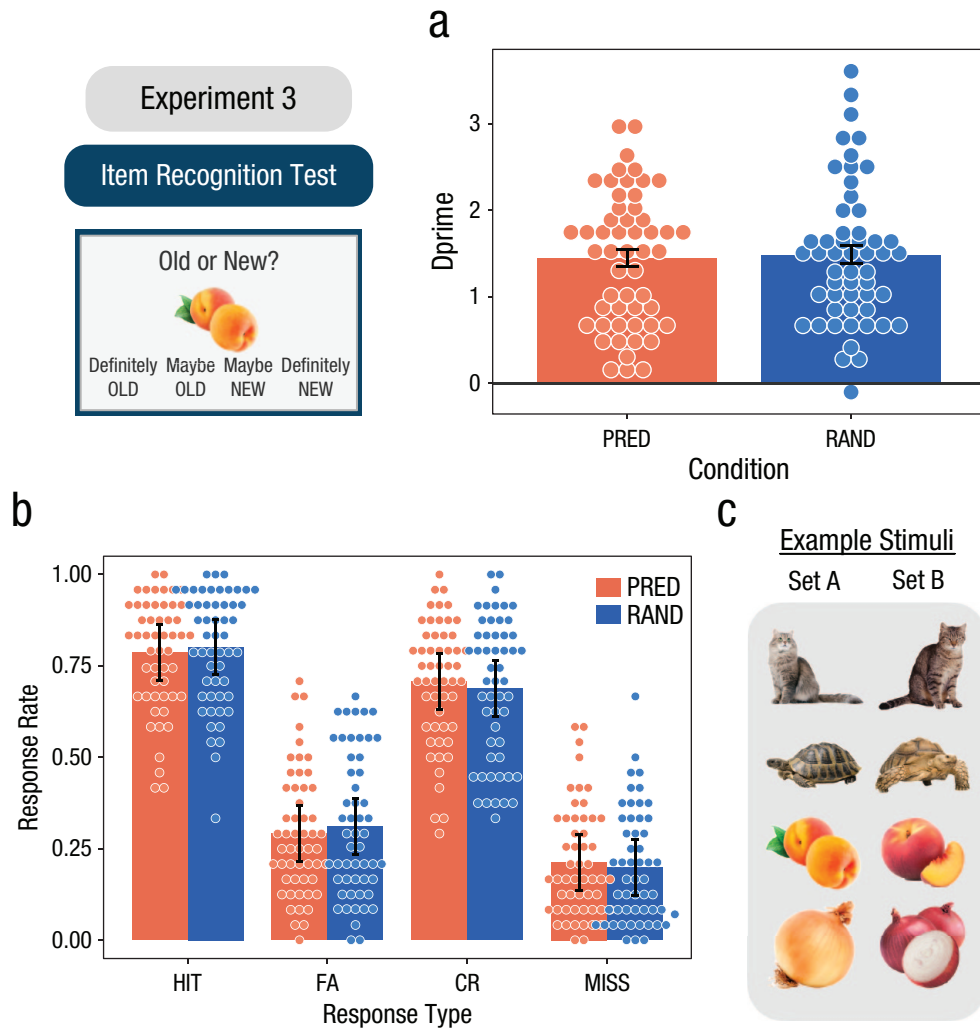 Experiment 3
Item Recognition Test
Old or New?
Definitely OLD
Maybe OLD
Maybe NEW
Definitely NEW
a
Dprime
3
2
1
0
PRED
RAND
Condition
b
Response Rate
1.00
0.75
0.50
0.25
0.00
PRED
RAND
HIT
FA
CR
MISS
Response Type
c
Example Stimuli
Set A
Set B